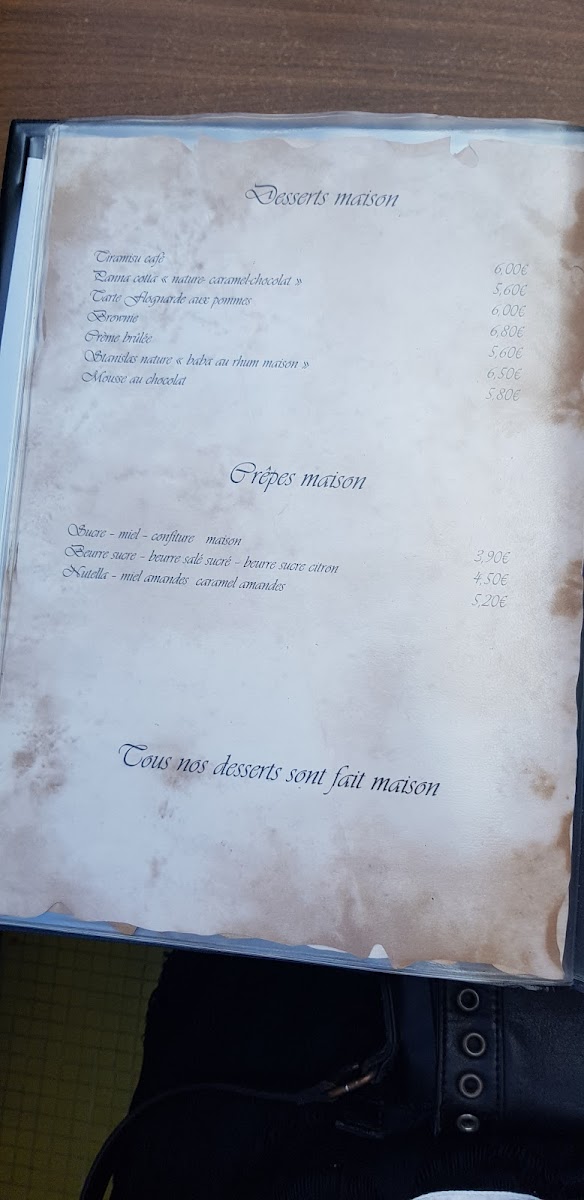 Desserts maison
Tiramisu café 6,00€
Panna cotta « nature- caramel-chocolat » 5,60€
Tarte Flognarde aux pommes 6,00€
Brownie 6,80€
Crème brûlée 5,60€
Stanislas nature « baba au rhum maison » 6,50€
Mousse au chocolat 5,80€
Crêpes maison
Sucre – miel – confiture maison 3,90€
Beurre sucre – beurre salé sucré – beurre sucre citron 4,50€
Nutella – miel amandes caramel amandes 5,20€
Tous nos desserts sont fait maison